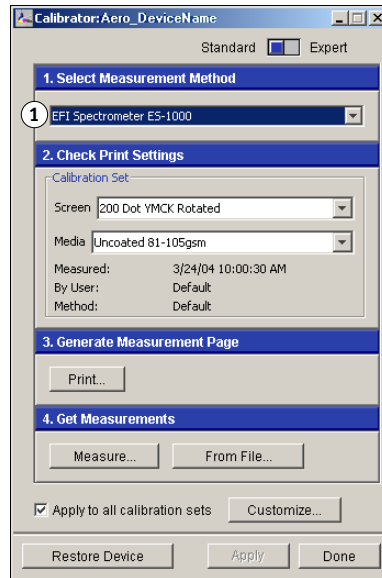 Calibrator:Aero_DeviceName
Standard Expert
1. Select Measurement Method
1
EFI Spectrometer ES-1000
2. Check Print Settings
Calibration Set
Screen 200 Dot YMCK Rotated
Media Uncoated 81-105gsm
Measured: 3/24/04 10:00:30 AM
By User: Default
Method: Default
3. Generate Measurement Page
Print...
4. Get Measurements
Measure... From File...
Apply to all calibration sets Customize...
Restore Device Apply Done